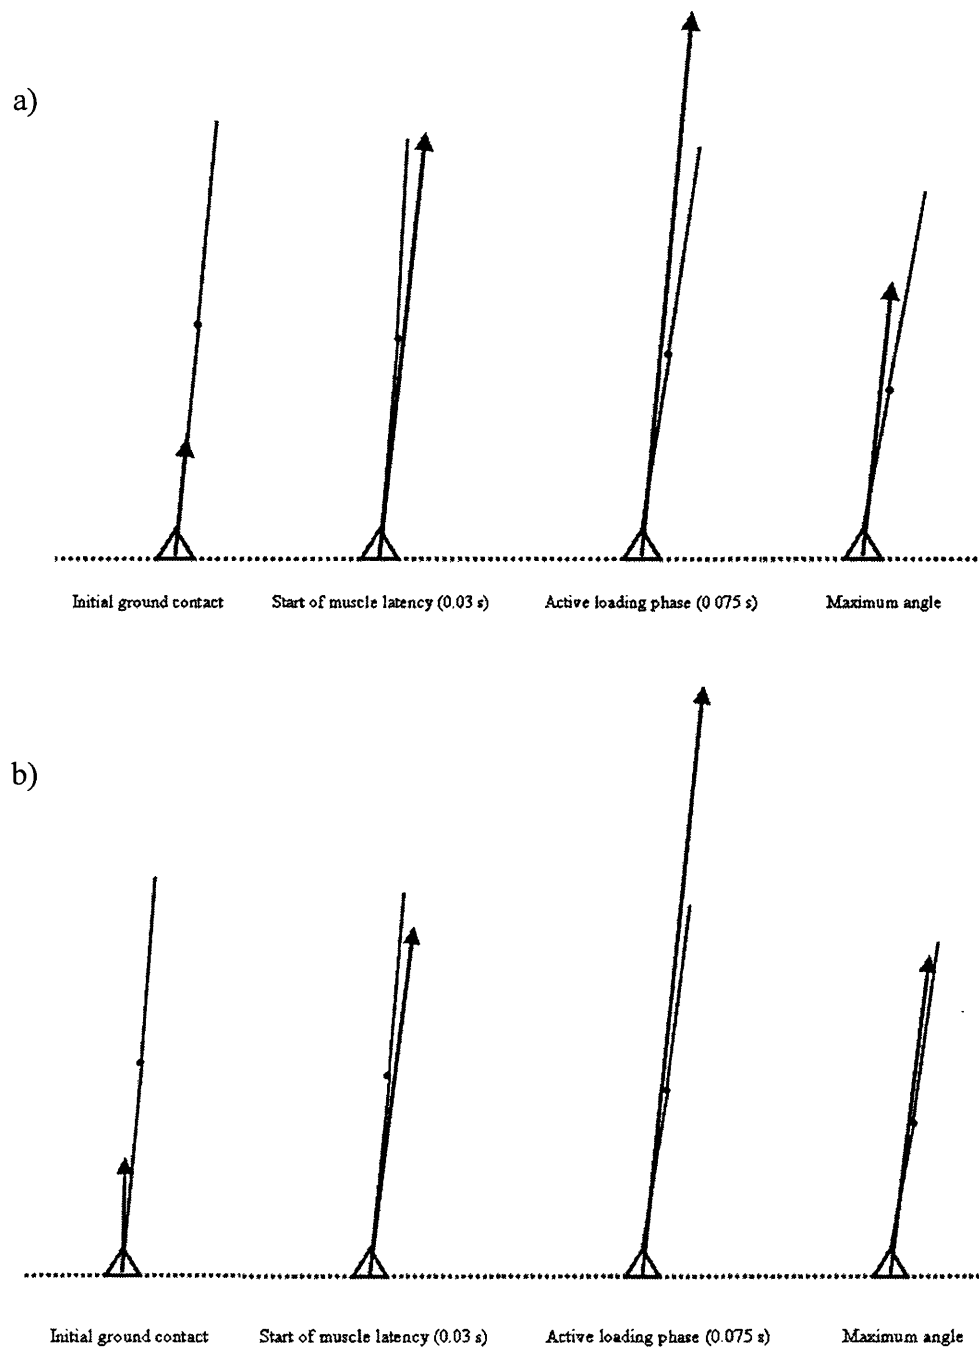 a)
Initial ground contact Start of muscle latency (0.03 s) Active loading phase (0 075 s) Maximum angle
b)
Initial ground contact Start of muscle latency (0.03 s) Active loading phase (0.075 s) Maximum angle